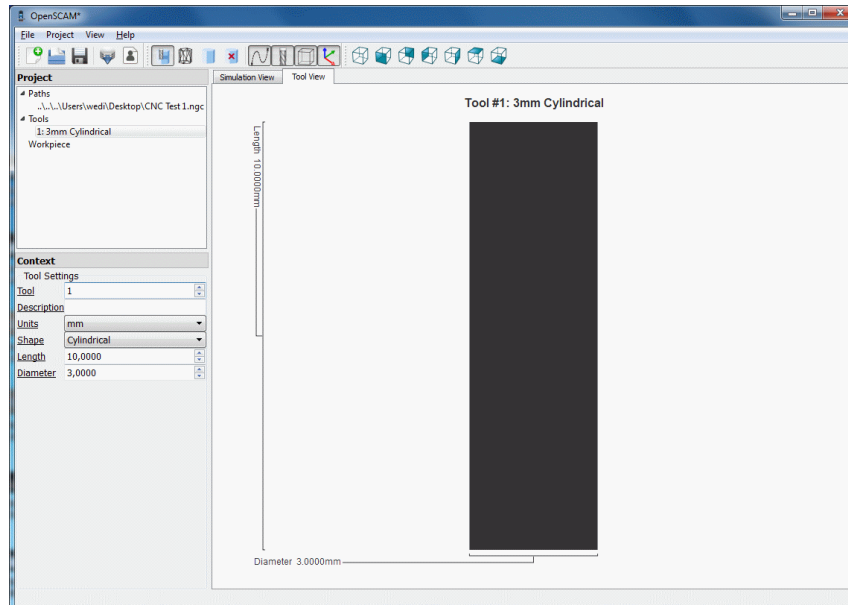 OpenSCAM*
File Project View Help
Project
Paths
..\..\..\Users\wedi\Desktop\CNC Test 1.ngc
Tools
1: 3mm Cylindrical
Workpiece
Context
Tool Settings
Tool 1
Description
Units mm
Shape Cylindrical
Length 10,0000
Diameter 3,0000
Simulation View Tool View
Tool #1: 3mm Cylindrical
Length 10.0000mm
Diameter 3.0000mm